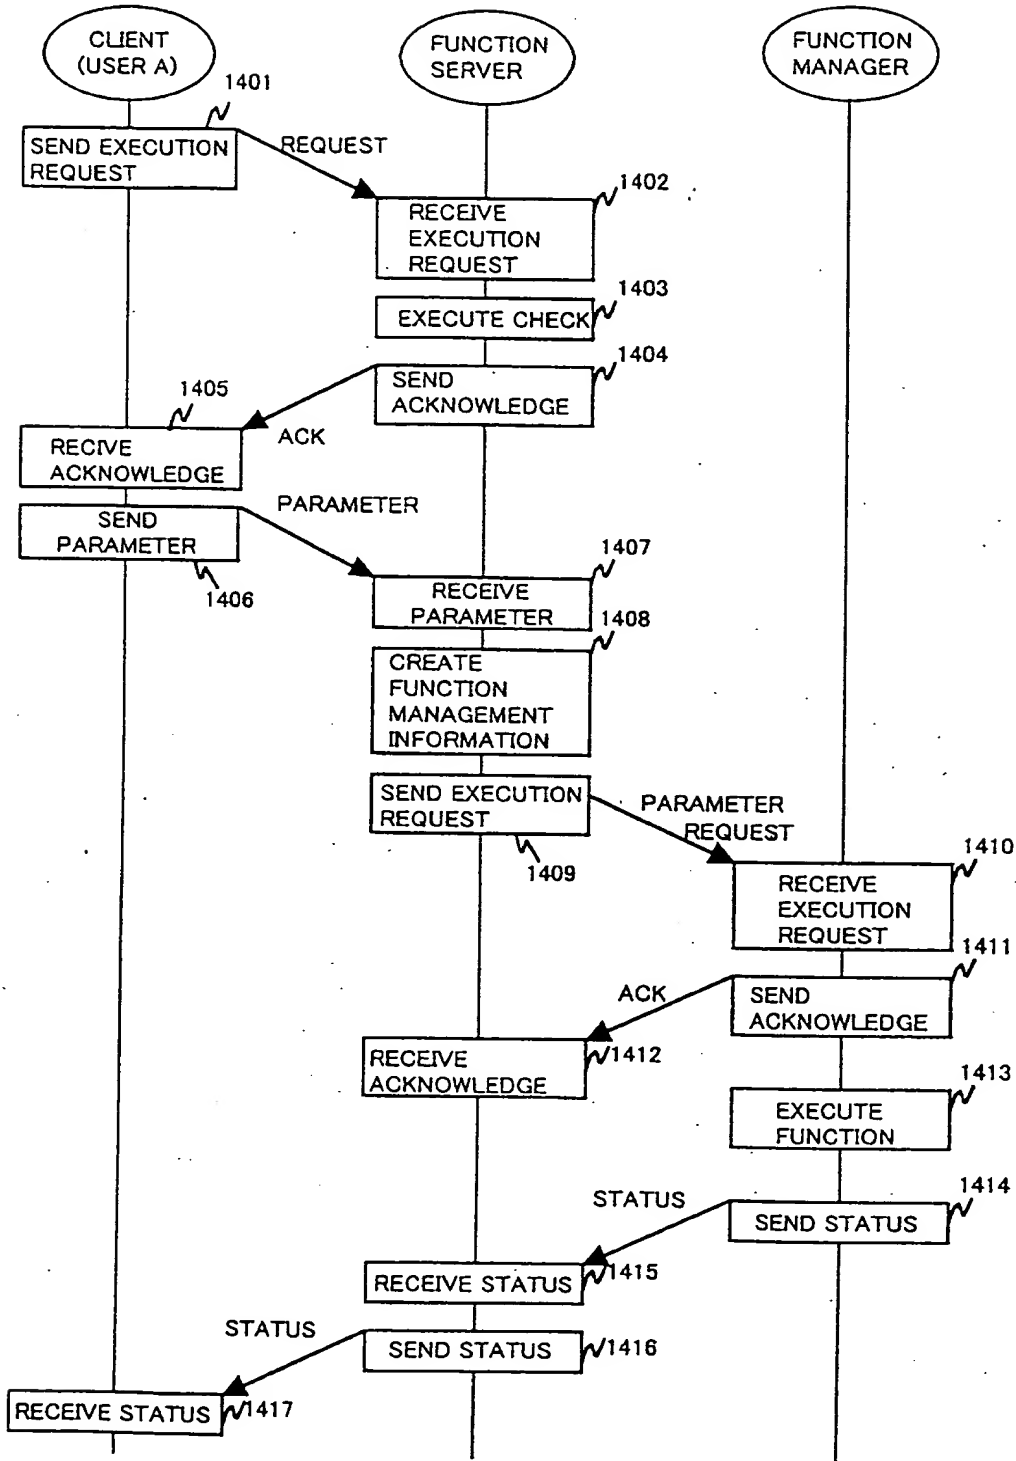 CLIENT
(USER A)
FUNCTION
SERVER
FUNCTION
MANAGER
1401
SEND EXECUTION
REQUEST
REQUEST
1402
RECEIVE
EXECUTION
REQUEST
1403
EXECUTE CHECK
1404
SEND
ACKNOWLEDGE
1405
ACK
RECIVE
ACKNOWLEDGE
PARAMETER
SEND
PARAMETER
1406
1407
RECEIVE
PARAMETER
1408
CREATE
FUNCTION
MANAGEMENT
INFORMATION
SEND EXECUTION
REQUEST
1409
PARAMETER
REQUEST
1410
RECEIVE
EXECUTION
REQUEST
1411
ACK
SEND
ACKNOWLEDGE
1412
RECEIVE
ACKNOWLEDGE
1413
EXECUTE
FUNCTION
1414
STATUS
SEND STATUS
1415
RECEIVE STATUS
STATUS
SEND STATUS
1416
RECEIVE STATUS
1417